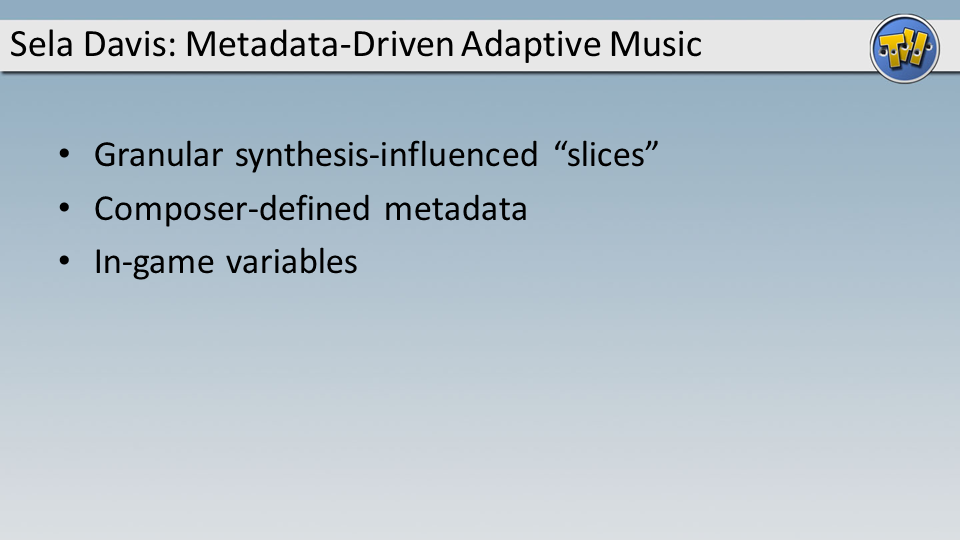 Sela Davis: Metadata-Driven Adaptive Music
• Granular synthesis-influenced “slices”
• Composer-defined metadata
• In-game variables